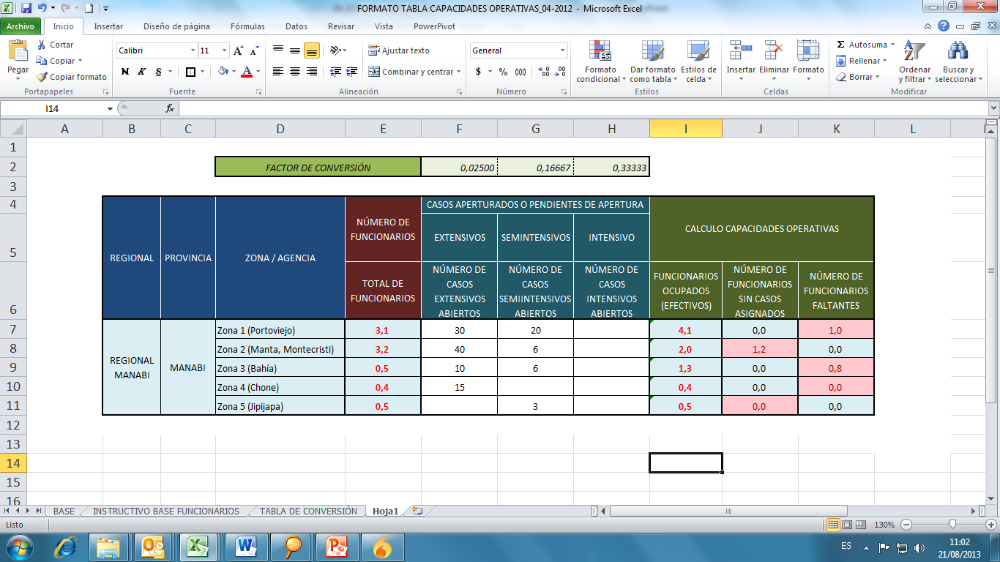 FORMATO TABLA CAPACIDADES OPERATIVAS_04-2012 - Microsoft Excel
Archivo Inicio Insertar Diseño de página Fórmulas Datos Revisar Vista PowerPivot
Pegar
Cortar
Copiar
Copiar formato
Portapapeles
Calibri 11
N K S
Fuente
Ajustar texto
Combinar y centrar
Alineación
General
$ % 000
Número
Formato condicional
Dar formato como tabla
Estilos de celda
Estilos
Insertar Eliminar Formato
Celdas
Σ Autosuma
Rellenar
Borrar
Ordenar y filtrar
Buscar y seleccionar
Modificar
I14 fx
A B C D E F G H I J K L
1
2 FACTOR DE CONVERSIÓN 0,02500 0,16667 0,33333
3
4 CASOS APERTURADOS O PENDIENTES DE APERTURA
5
6
REGIONAL PROVINCIA ZONA / AGENCIA
NÚMERO DE FUNCIONARIOS
EXTENSIVOS SEMINTENSIVOS INTENSIVO
CALCULO CAPACIDADES OPERATIVAS
TOTAL DE FUNCIONARIOS
NÚMERO DE CASOS EXTENSIVOS ABIERTOS
NÚMERO DE CASOS SEMIINTENSIVOS ABIERTOS
NÚMERO DE CASOS INTENSIVOS ABIERTOS
FUNCIONARIOS OCUPADOS (EFECTIVOS)
NÚMERO DE FUNCIONARIOS SIN CASOS ASIGNADOS
NÚMERO DE FUNCIONARIOS FALTANTES
REGIONAL MANABI
MANABI
7 Zona 1 (Portoviejo) 3,1 30 20 4,1 0,0 1,0
8 Zona 2 (Manta, Montecristi) 3,2 40 6 2,0 1,2 0,0
9 Zona 3 (Bahía) 0,5 10 6 1,3 0,0 0,8
10 Zona 4 (Chone) 0,4 15 0,4 0,0 0,0
11 Zona 5 (Jipijapa) 0,5 3 0,5 0,0 0,0
12
13
14
15
16
BASE INSTRUCTIVO BASE FUNCIONARIOS TABLA DE CONVERSIÓN Hoja1
Listo 130%
ES 11:02
21/08/2013